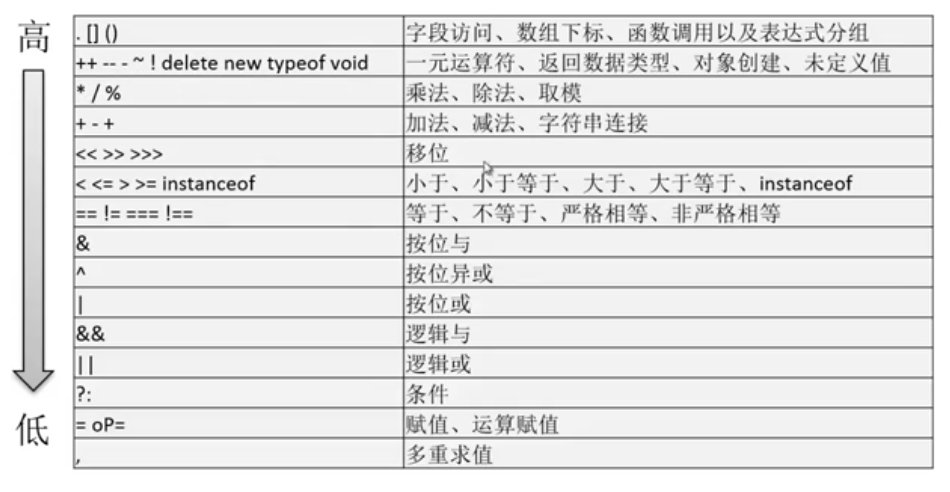 高
. [] () 字段访问、数组下标、函数调用以及表达式分组
++ -- - ~ ! delete new typeof void 一元运算符、返回数据类型、对象创建、未定义值
* / % 乘法、除法、取模
+ - + 加法、减法、字符串连接
<< >> >>> 移位
< <= > >= instanceof 小于、小于等于、大于、大于等于、instanceof
== != === !== 等于、不等于、严格相等、非严格相等
& 按位与
^ 按位异或
| 按位或
&& 逻辑与
|| 逻辑或
?: 条件
= oP= 赋值、运算赋值
, 多重求值
低